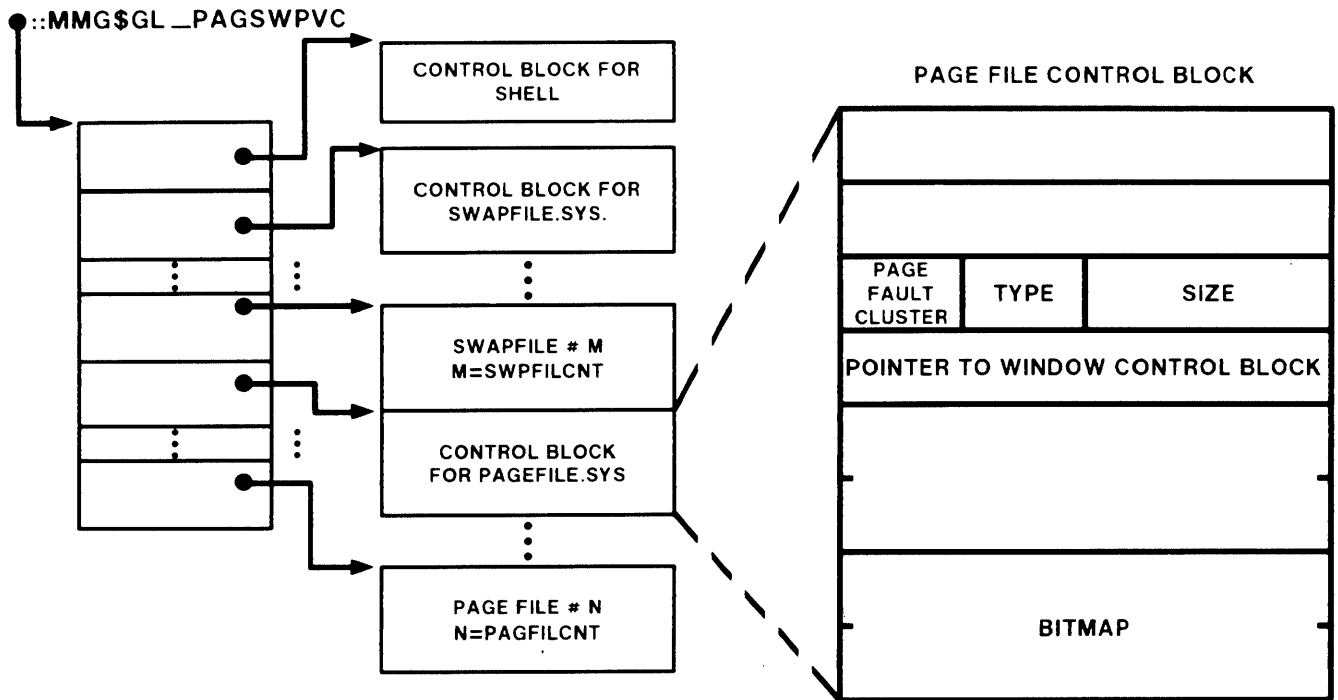 ::MMG$GL_PAGSWPVC
CONTROL BLOCK FOR
SHELL
CONTROL BLOCK FOR
SWAPFILE.SYS.
SWAPFILE # M
M=SWPFILCNT
CONTROL BLOCK
FOR PAGEFILE.SYS
PAGE FILE # N
N=PAGFILCNT
PAGE FILE CONTROL BLOCK
PAGE
FAULT
CLUSTER
TYPE
SIZE
POINTER TO WINDOW CONTROL BLOCK
BITMAP